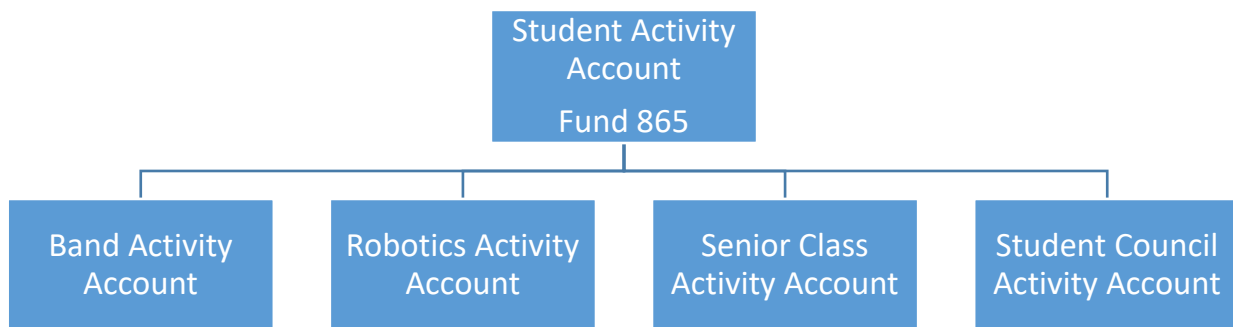 Student Activity
Account
Fund 865
Band Activity
Account
Robotics Activity
Account
Senior Class
Activity Account
Student Council
Activity Account